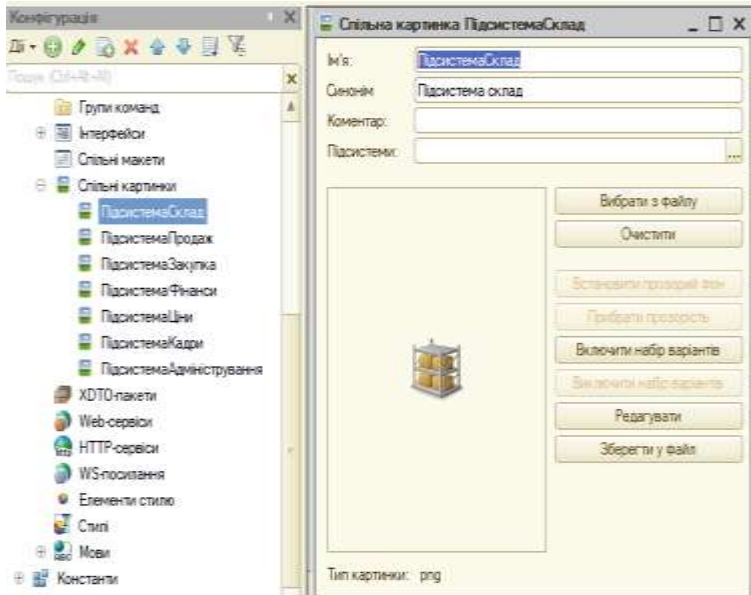 Конфігурація
Дії
Пошук (Ctrl+Alt+M)
Групи команд
Інтерфейси
Спільні макети
Спільні картинки
ПідсистемаСклад
ПідсистемаПродаж
ПідсистемаЗакупка
ПідсистемаФінанси
ПідсистемаЦіни
ПідсистемаКадри
ПідсистемаАдміністрування
XDTO-пакети
Web-сервіси
HTTP-сервіси
WS-посилання
Елементи стилю
Стилі
Мови
Константи
Спільна картинка ПідсистемаСклад
Ім'я: ПідсистемаСклад
Синонім Підсистема склад
Коментар:
Підсистеми: ...
Вибрати з файлу
Очистити
Встановити прозорий фон
Прибрати прозорість
Включити набір варіантів
Виключити набір варіантів
Редагувати
Зберегти у файл
Тип картинки: png